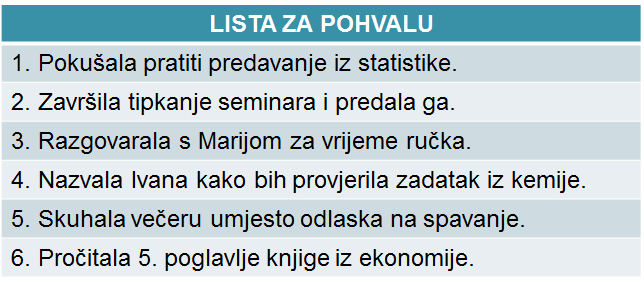 LISTA ZA POHVALU
1. Pokušala pratiti predavanje iz statistike.
2. Završila tipkanje seminara i predala ga.
3. Razgovarala s Marijom za vrijeme ručka.
4. Nazvala Ivana kako bih provjerila zadatak iz kemije.
5. Skuhala večeru umjesto odlaska na spavanje.
6. Pročitala 5. poglavlje knjige iz ekonomije.